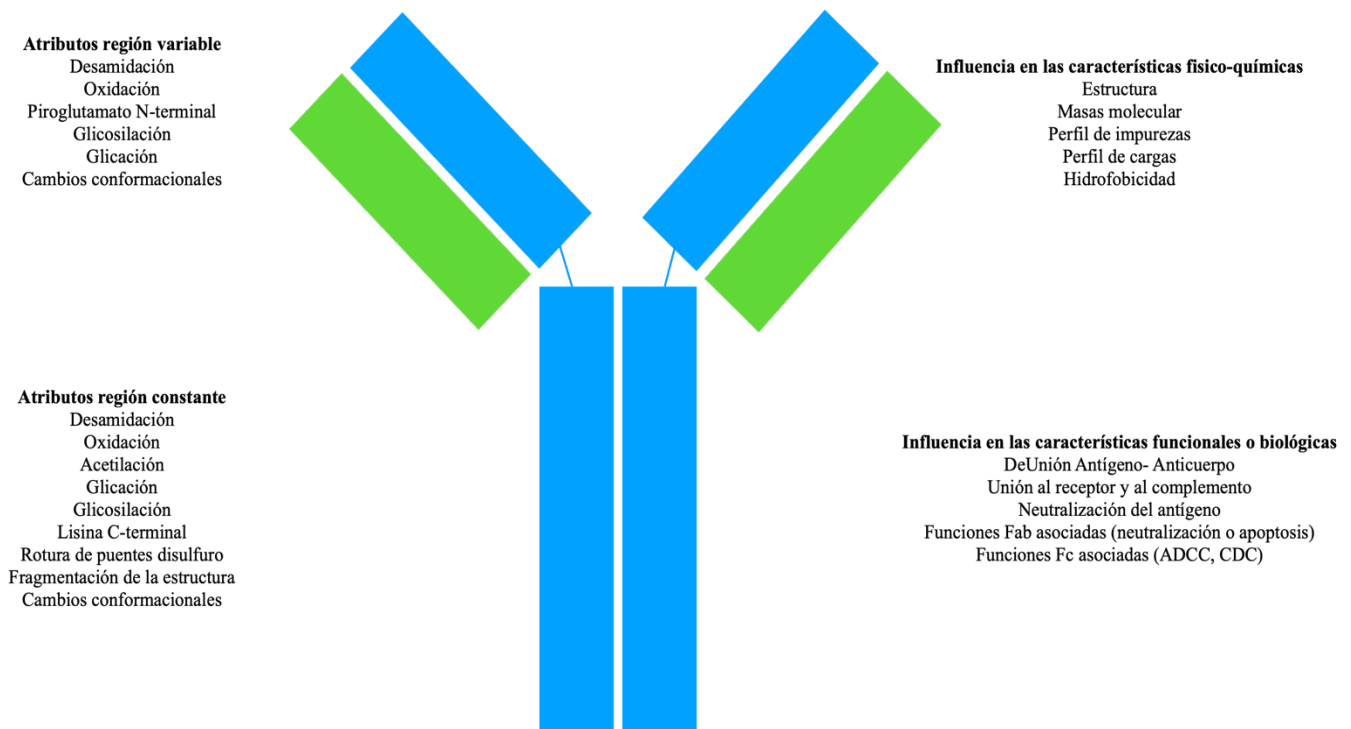 Atributos región variable
Desamidación
Oxidación
Piroglutamato N-terminal
Glicosilación
Glicación
Cambios conformacionales
Influencia en las características fisico-químicas
Estructura
Masas molecular
Perfil de impurezas
Perfil de cargas
Hidrofobicidad
Atributos región constante
Desamidación
Oxidación
Acetilación
Glicación
Glicosilación
Lisina C-terminal
Rotura de puentes disulfuro
Fragmentación de la estructura
Cambios conformacionales
Influencia en las características funcionales o biológicas
DeUnión Antígeno- Anticuerpo
Unión al receptor y al complemento
Neutralización del antígeno
Funciones Fab asociadas (neutralización o apoptosis)
Funciones Fc asociadas (ADCC, CDC)